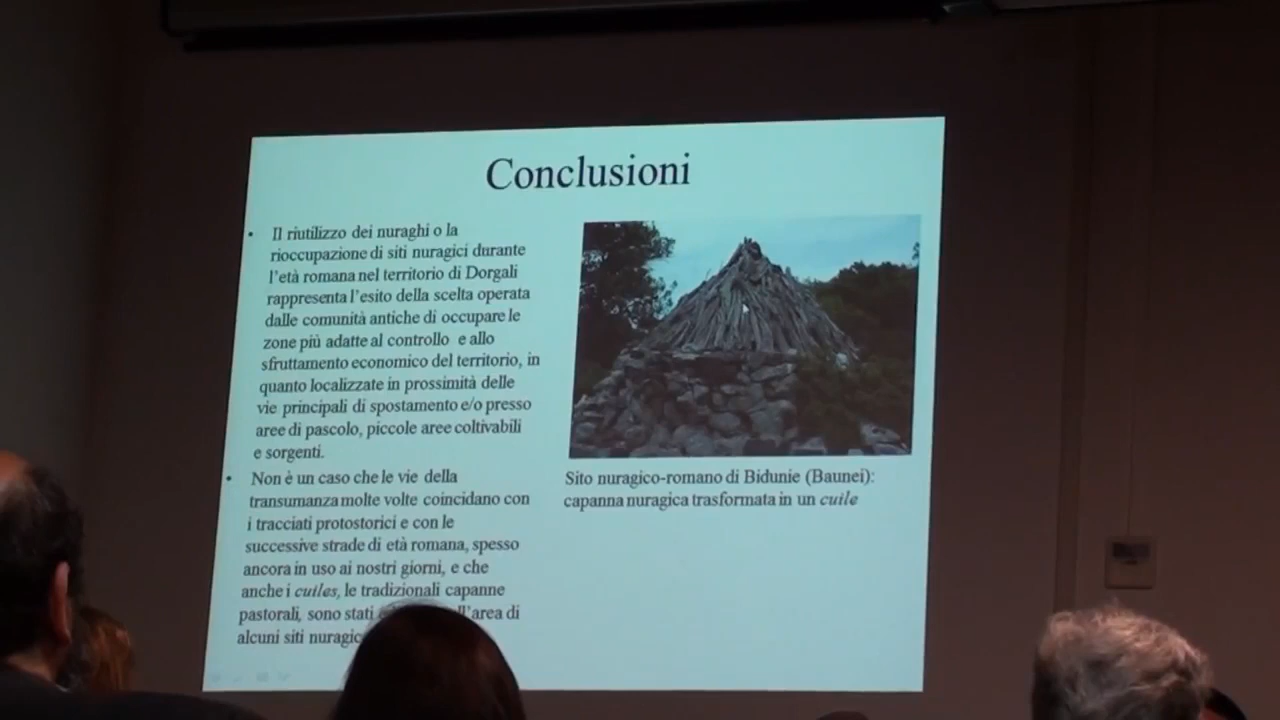 Conclusioni
• Il riutilizzo dei nuraghi o la
rioccupazione di siti nuragici durante
l'età romana nel territorio di Dorgali
rappresenta l'esito della scelta operata
dalle comunità antiche di occupare le
zone più adatte al controllo e allo
sfruttamento economico del territorio, in
quanto localizzate in prossimità delle
vie principali di spostamento e/o presso
aree di pascolo, piccole aree coltivabili
e sorgenti.
• Non è un caso che le vie della
transumanza molte volte coincidano con
i tracciati protostorici e con le
successive strade di età romana, spesso
ancora in uso ai nostri giorni, e che
anche i cuiles, le tradizionali capanne
pastorali, sono stati ll'area di
alcuni siti nuragic
Sito nuragico-romano di Bidunie (Baunei):
capanna nuragica trasformata in un cuile